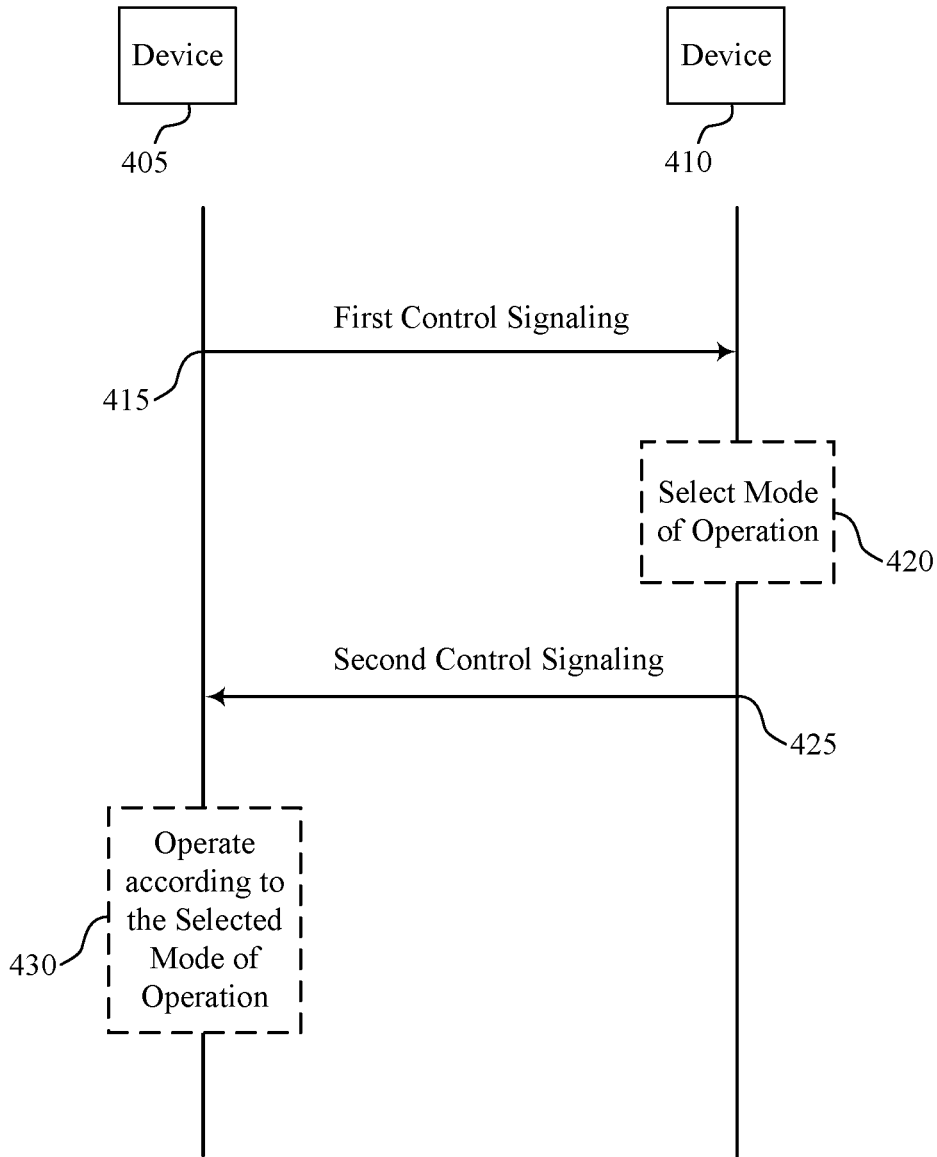 Device
Device
405
410
First Control Signaling
415
Select Mode
of Operation
420
Second Control Signaling
425
Operate
according to
the Selected
Mode of
Operation
430